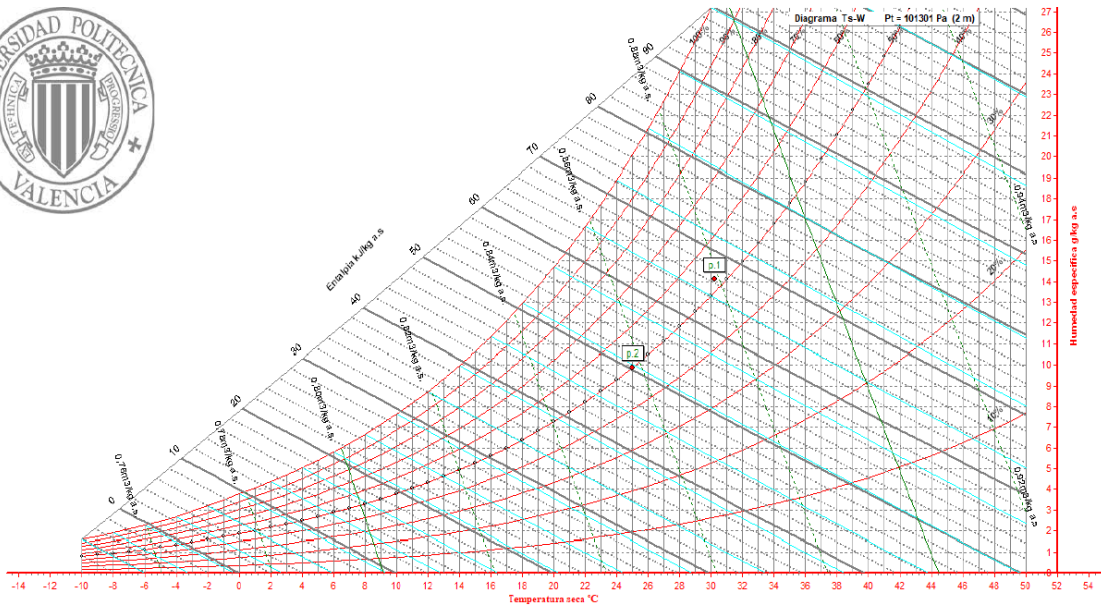 UNIVERSIDAD POLITECNICA
VALENCIA
Diagrama Ts-W Pt = 101301 Pa (2 m)
Entalpia kJ/kg a.s
0
10
20
30
40
50
60
70
80
90
0,76m3/kg a.s.
0,78m3/kg a.s.
0,80m3/kg a.s.
0,82m3/kg a.s.
0,84m3/kg a.s.
0,86m3/kg a.s.
0,88m3/kg a.s.
0,92m3/kg a.s
0,94m3/kg a.s
100%
90%
80%
70%
60%
50%
40%
30%
20%
10%
p.1
p.2
27
26
25
24
23
22
21
20
19
18
17
16
15
14
13
12
11
10
9
8
7
6
5
4
3
2
1
0
Humedad específica g/kg a.s
-14 -12 -10 -8 -6 -4 -2 0 2 4 6 8 10 12 14 16 18 20 22 24 26 28 30 32 34 36 38 40 42 44 46 48 50 52 54
Temperatura seca °C